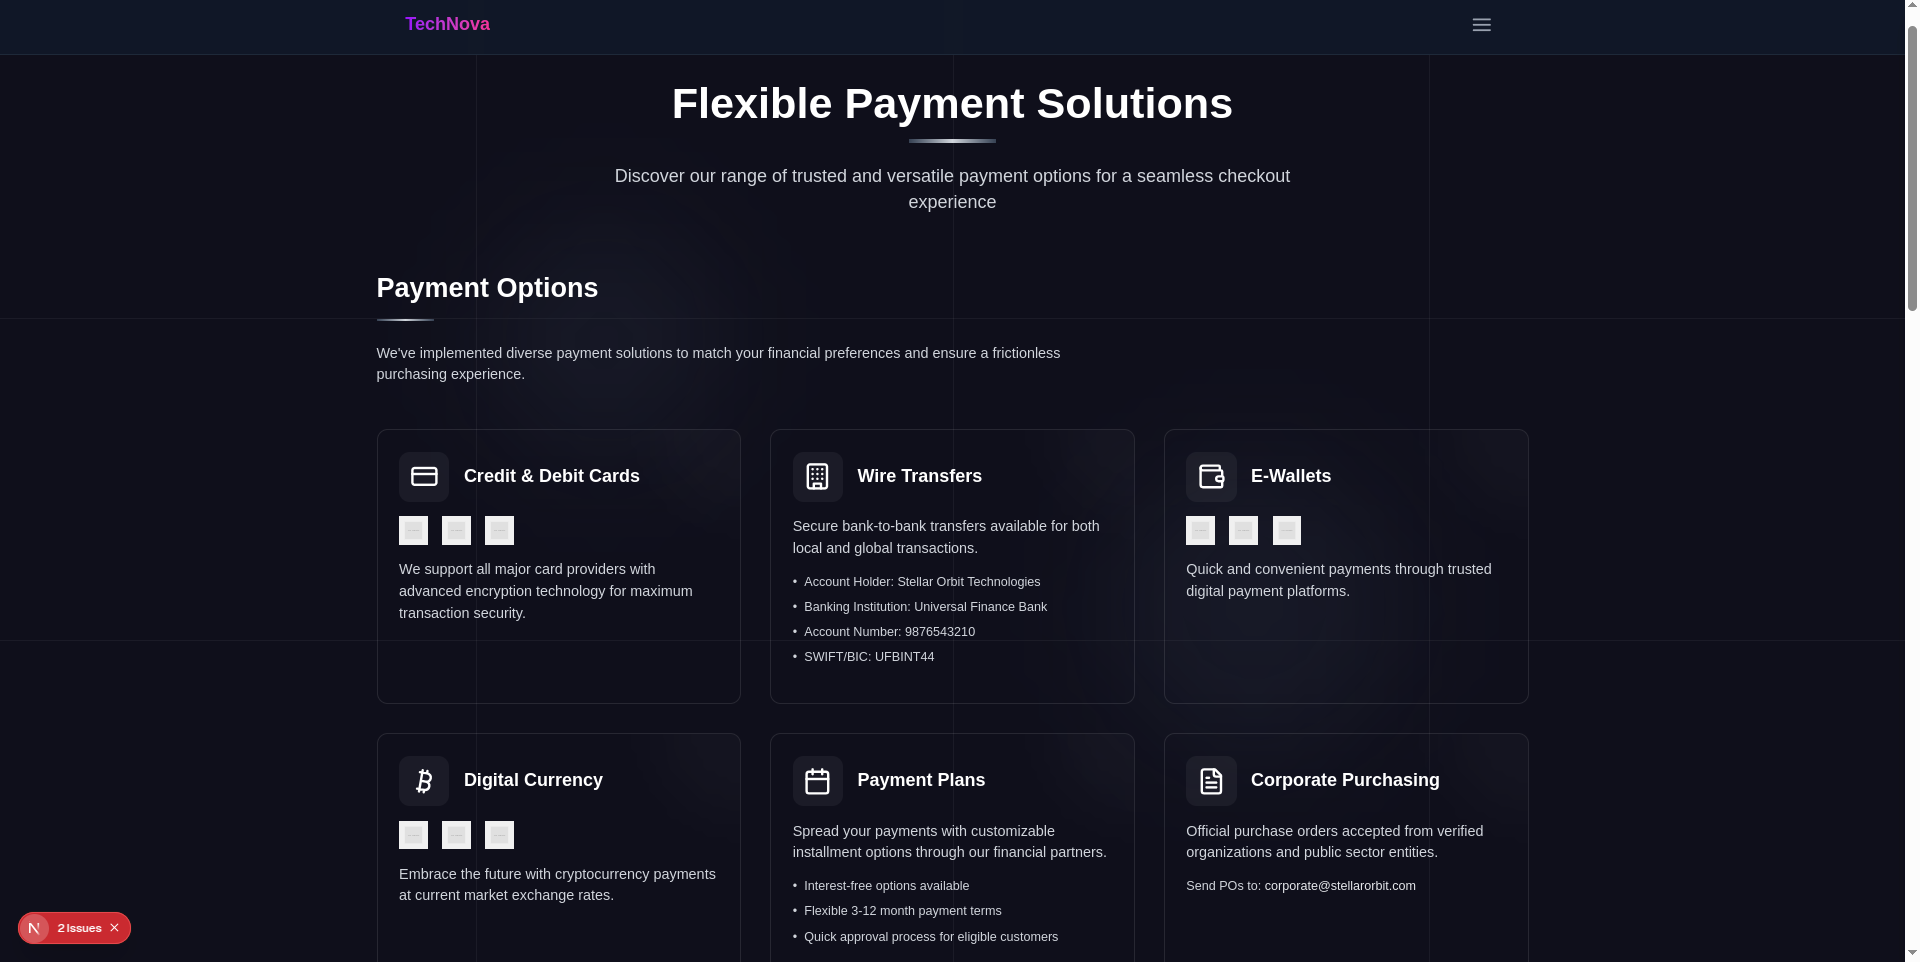 TechNova
Flexible Payment Solutions
Discover our range of trusted and versatile payment options for a seamless checkout
experience
Payment Options
We've implemented diverse payment solutions to match your financial preferences and ensure a frictionless
purchasing experience.
Credit & Debit Cards
We support all major card providers with
advanced encryption technology for maximum
transaction security.
Wire Transfers
Secure bank-to-bank transfers available for both
local and global transactions.
• Account Holder: Stellar Orbit Technologies
• Banking Institution: Universal Finance Bank
• Account Number: 9876543210
• SWIFT/BIC: UFBINT44
E-Wallets
Quick and convenient payments through trusted
digital payment platforms.
Digital Currency
Embrace the future with cryptocurrency payments
at current market exchange rates.
Payment Plans
Spread your payments with customizable
installment options through our financial partners.
• Interest-free options available
• Flexible 3-12 month payment terms
• Quick approval process for eligible customers
Corporate Purchasing
Official purchase orders accepted from verified
organizations and public sector entities.
Send POs to: corporate@stellarorbit.com
N 2 Issues